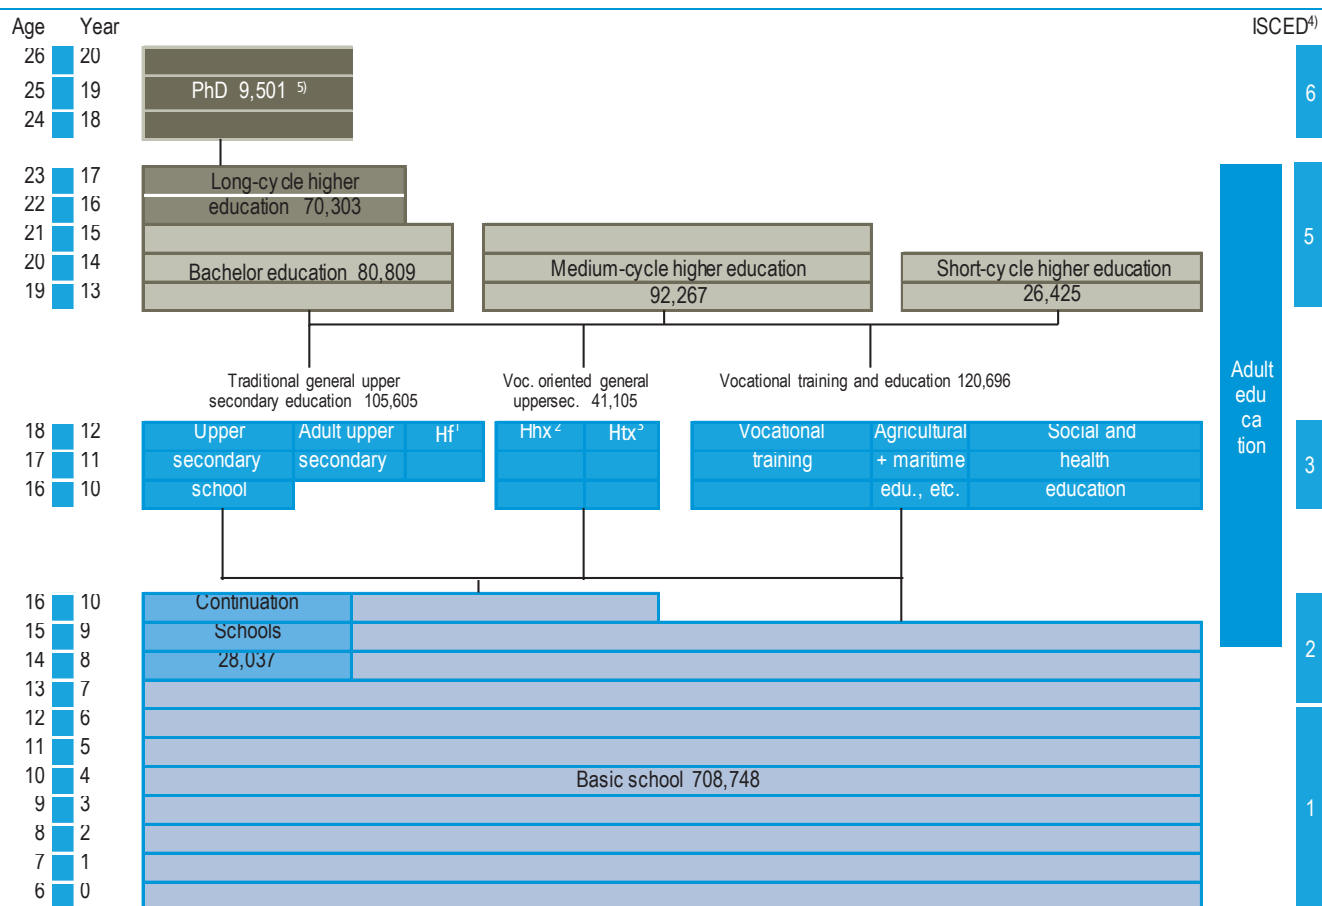 Age Year ISCED4)
26 20
25 19 PhD 9,501 5) 6
24 18
23 17 Long-cycle higher
22 16 education 70,303
21 15 5
20 14 Bachelor education 80,809 Medium-cycle higher education Short-cycle higher education
19 13 92,267 26,425
Traditional general upper Voc. oriented general Vocational training and education 120,696
secondary education 105,605 uppersec. 41,105
Adult
edu
ca
tion
18 12 Upper Adult upper Hf1 Hhx 2 Htx3 Vocational Agricultural Social and
17 11 secondary secondary training + maritime health 3
16 10 school edu., etc. education
16 10 Continuation
15 9 Schools
14 8 28,037 2
13 7
12 6
11 5
10 4 Basic school 708,748
9 3 1
8 2
7 1
6 0